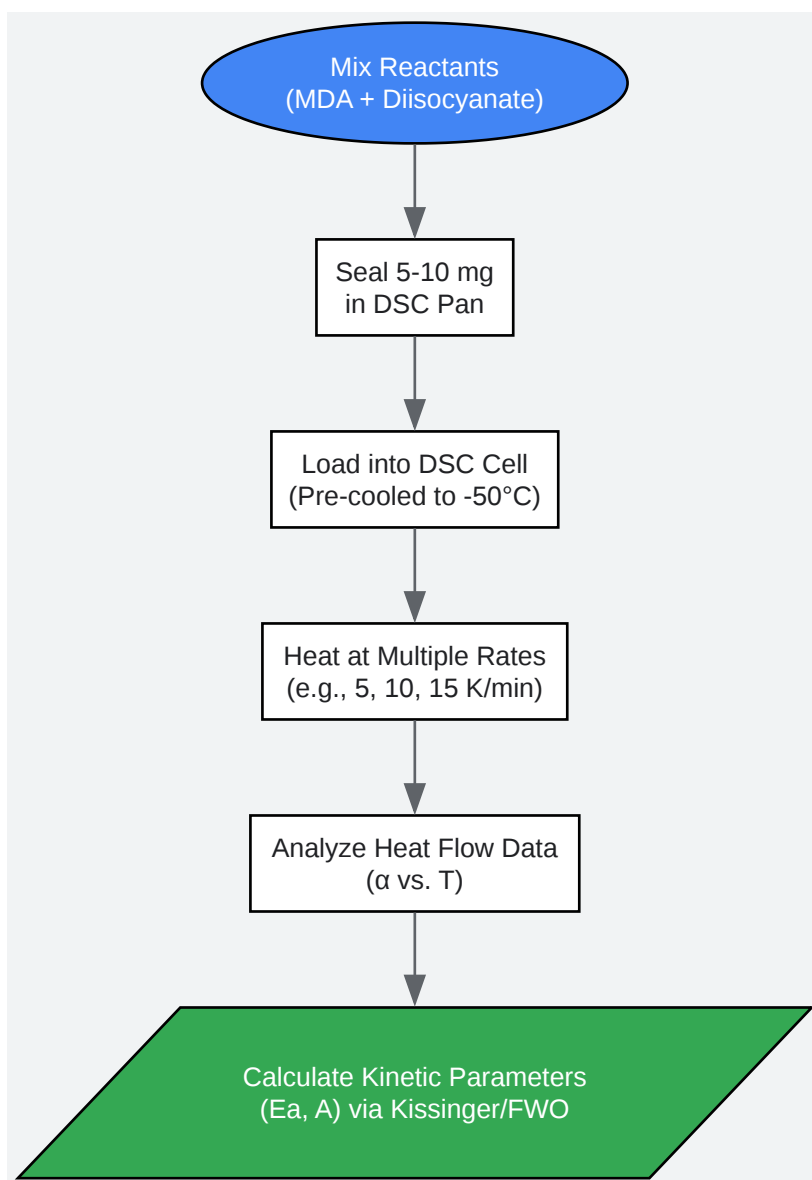 Mix Reactants
(MDA + Diisocyanate)
Seal 5-10 mg
in DSC Pan
Load into DSC Cell
(Pre-cooled to -50°C)
Heat at Multiple Rates
(e.g., 5, 10, 15 K/min)
Analyze Heat Flow Data
(α vs. T)
Calculate Kinetic Parameters
(Ea, A) via Kissinger/FWO